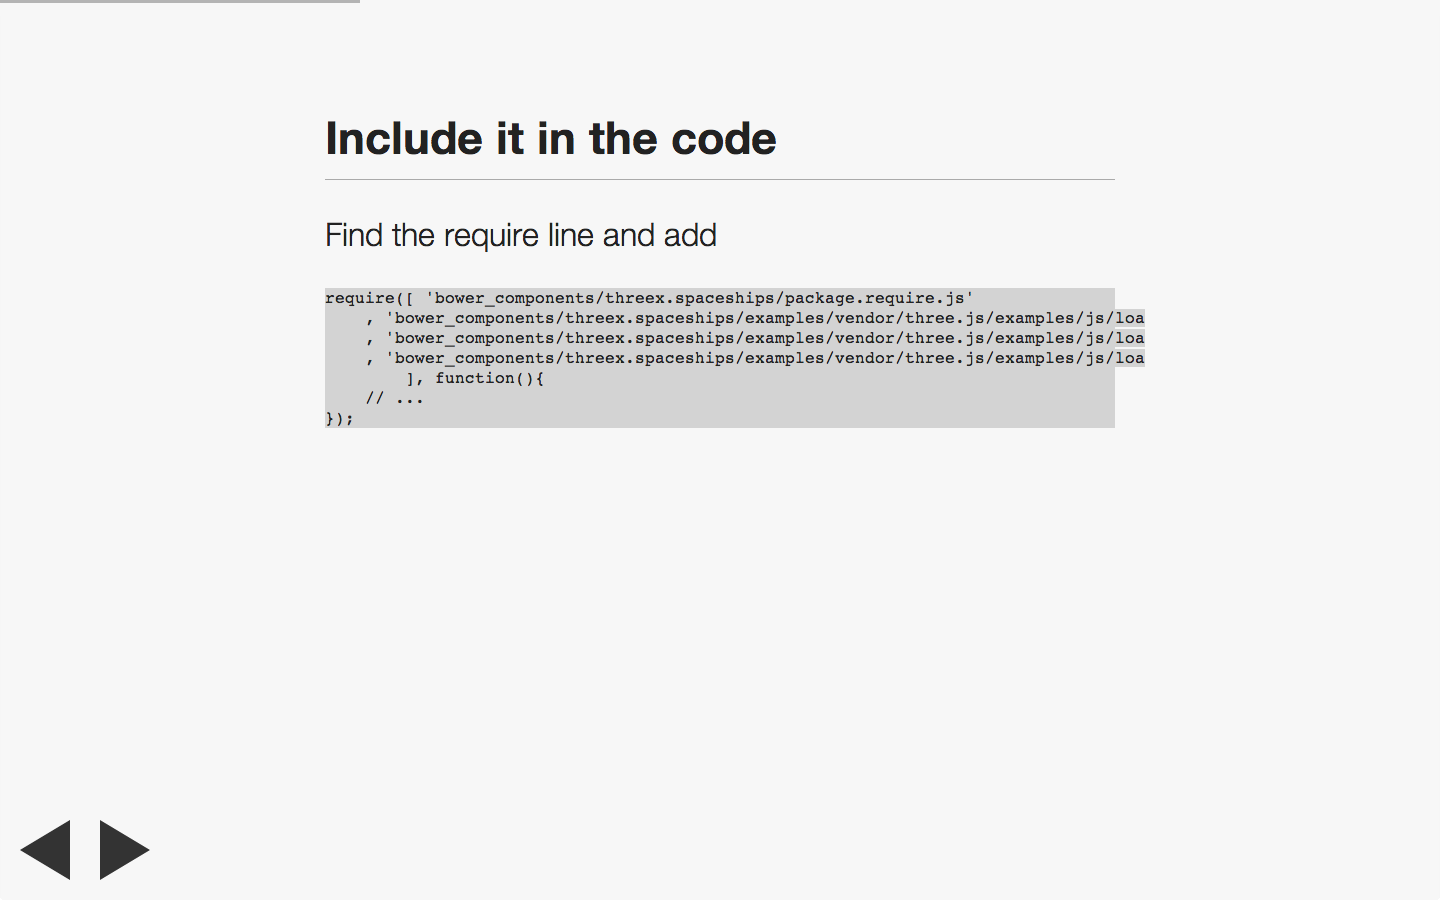 Include it in the code
Find the require line and add
require([ 'bower_components/threex.spaceships/package.require.js'
    , 'bower_components/threex.spaceships/examples/vendor/three.js/examples/js/loa
    , 'bower_components/threex.spaceships/examples/vendor/three.js/examples/js/loa
    , 'bower_components/threex.spaceships/examples/vendor/three.js/examples/js/loa
        ], function(){
    // ...
});